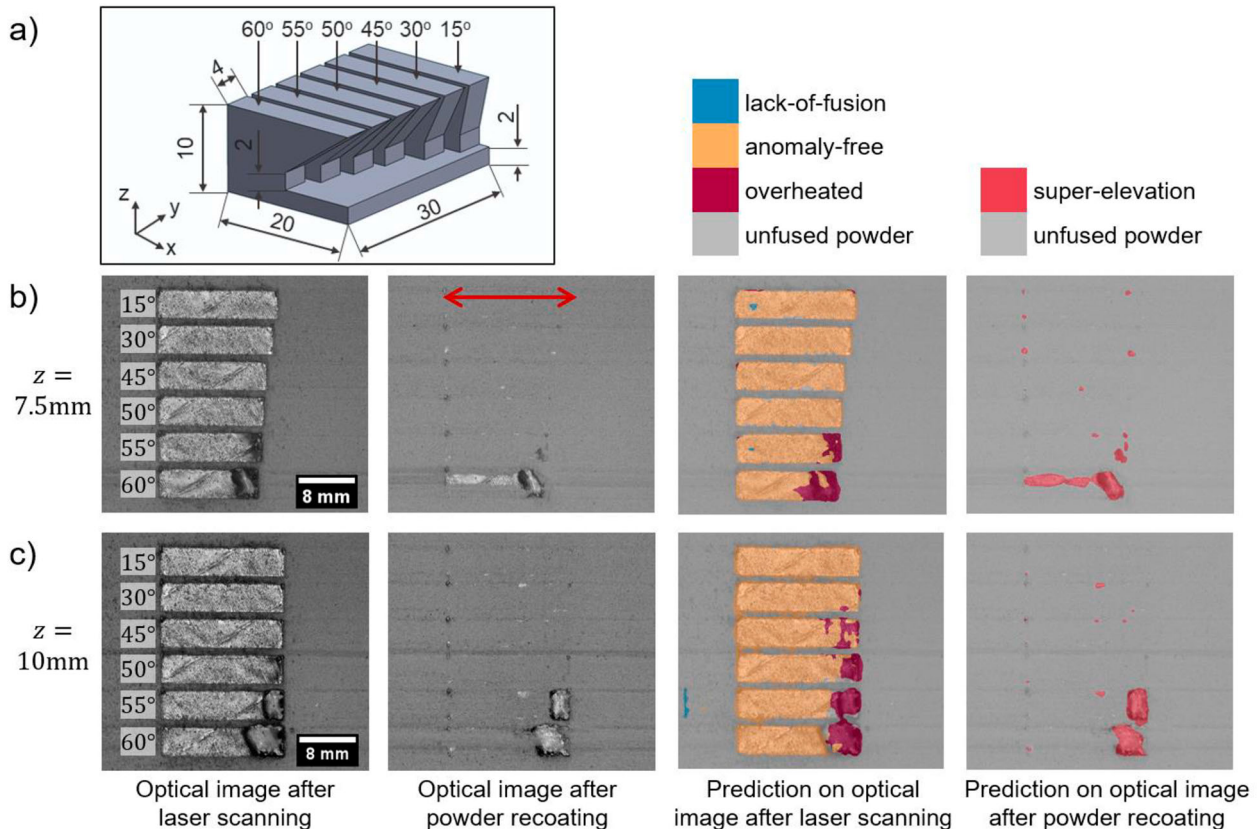 a)
60° 55° 50° 45° 30° 15°
4
10
2
2
20
30
z
y
x
lack-of-fusion
anomaly-free
overheated
unfused powder
super-elevation
unfused powder
b)
z =
7.5mm
15°
30°
45°
50°
55°
60°
8 mm
c)
z =
10mm
15°
30°
45°
50°
55°
60°
8 mm
Optical image after
laser scanning
Optical image after
powder recoating
Prediction on optical
image after laser scanning
Prediction on optical image
after powder recoating